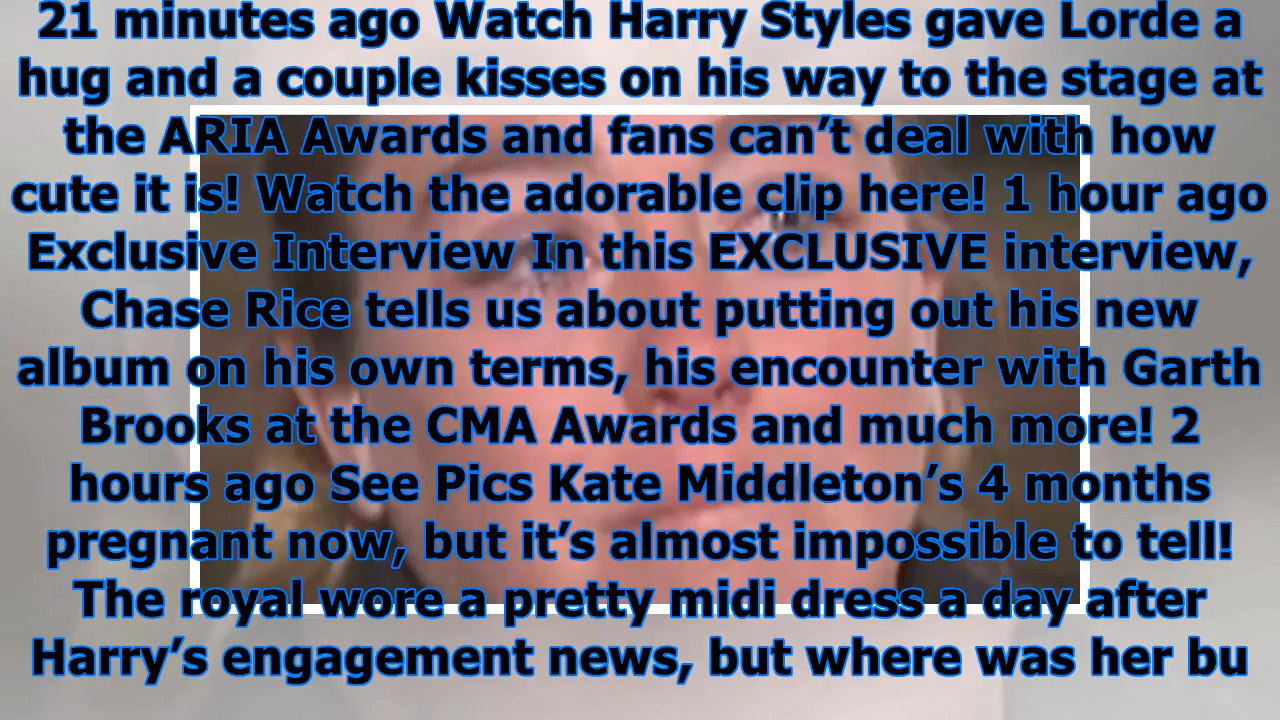 21 minutes ago Watch Harry Styles gave Lorde a
hug and a couple kisses on his way to the stage at
the ARIA Awards and fans can’t deal with how
cute it is! Watch the adorable clip here! 1 hour ago
Exclusive Interview In this EXCLUSIVE interview,
Chase Rice tells us about putting out his new
album on his own terms, his encounter with Garth
Brooks at the CMA Awards and much more! 2
hours ago See Pics Kate Middleton’s 4 months
pregnant now, but it’s almost impossible to tell!
The royal wore a pretty midi dress a day after
Harry’s engagement news, but where was her bu